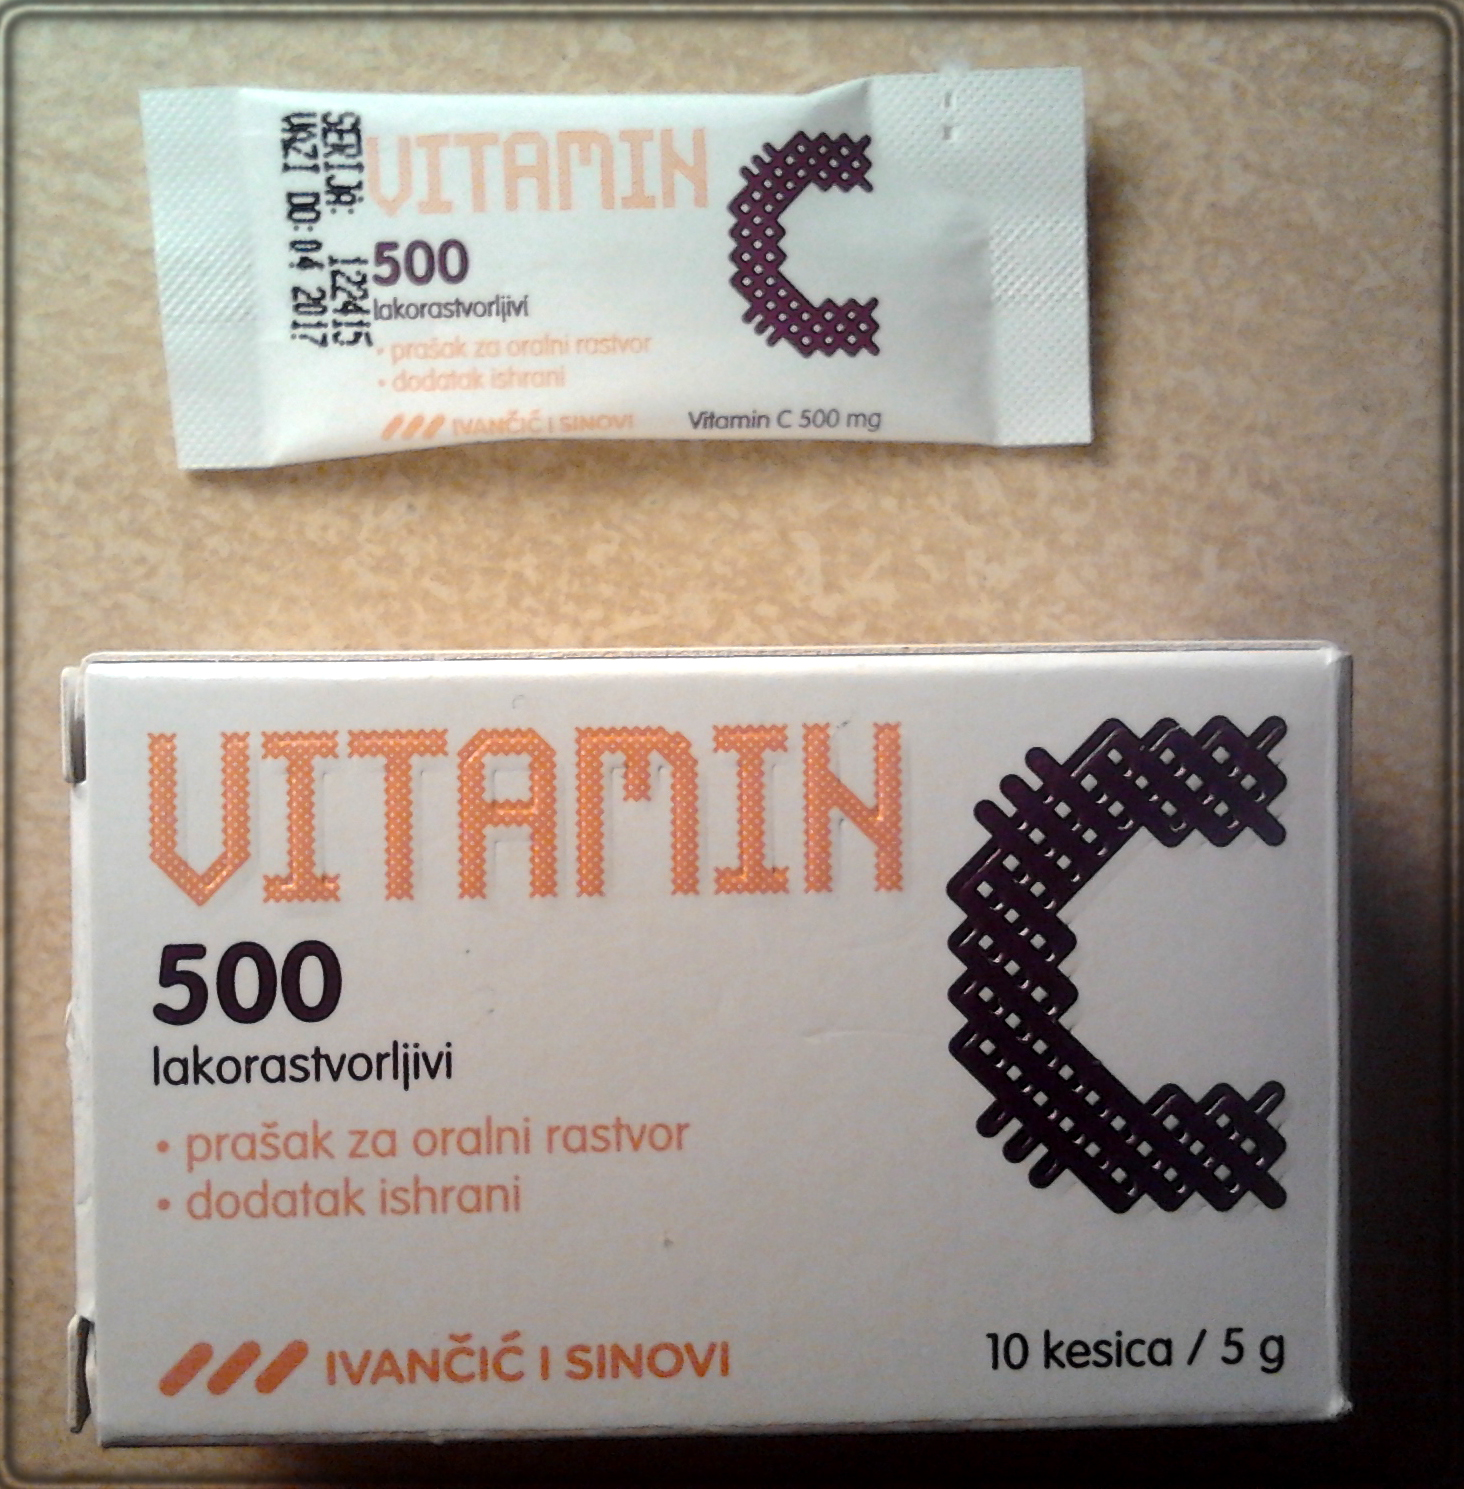 SERIJA: 122415
VAZI DO: 04 2017
VITAMIN C
500
lakorastvorljivi
• prašak za oralni rastvor
• dodatak ishrani
IVANČIĆ I SINOVI
Vitamin C 500 mg
VITAMIN C
500
lakorastvorljivi
• prašak za oralni rastvor
• dodatak ishrani
IVANČIĆ I SINOVI
10 kesica / 5 g